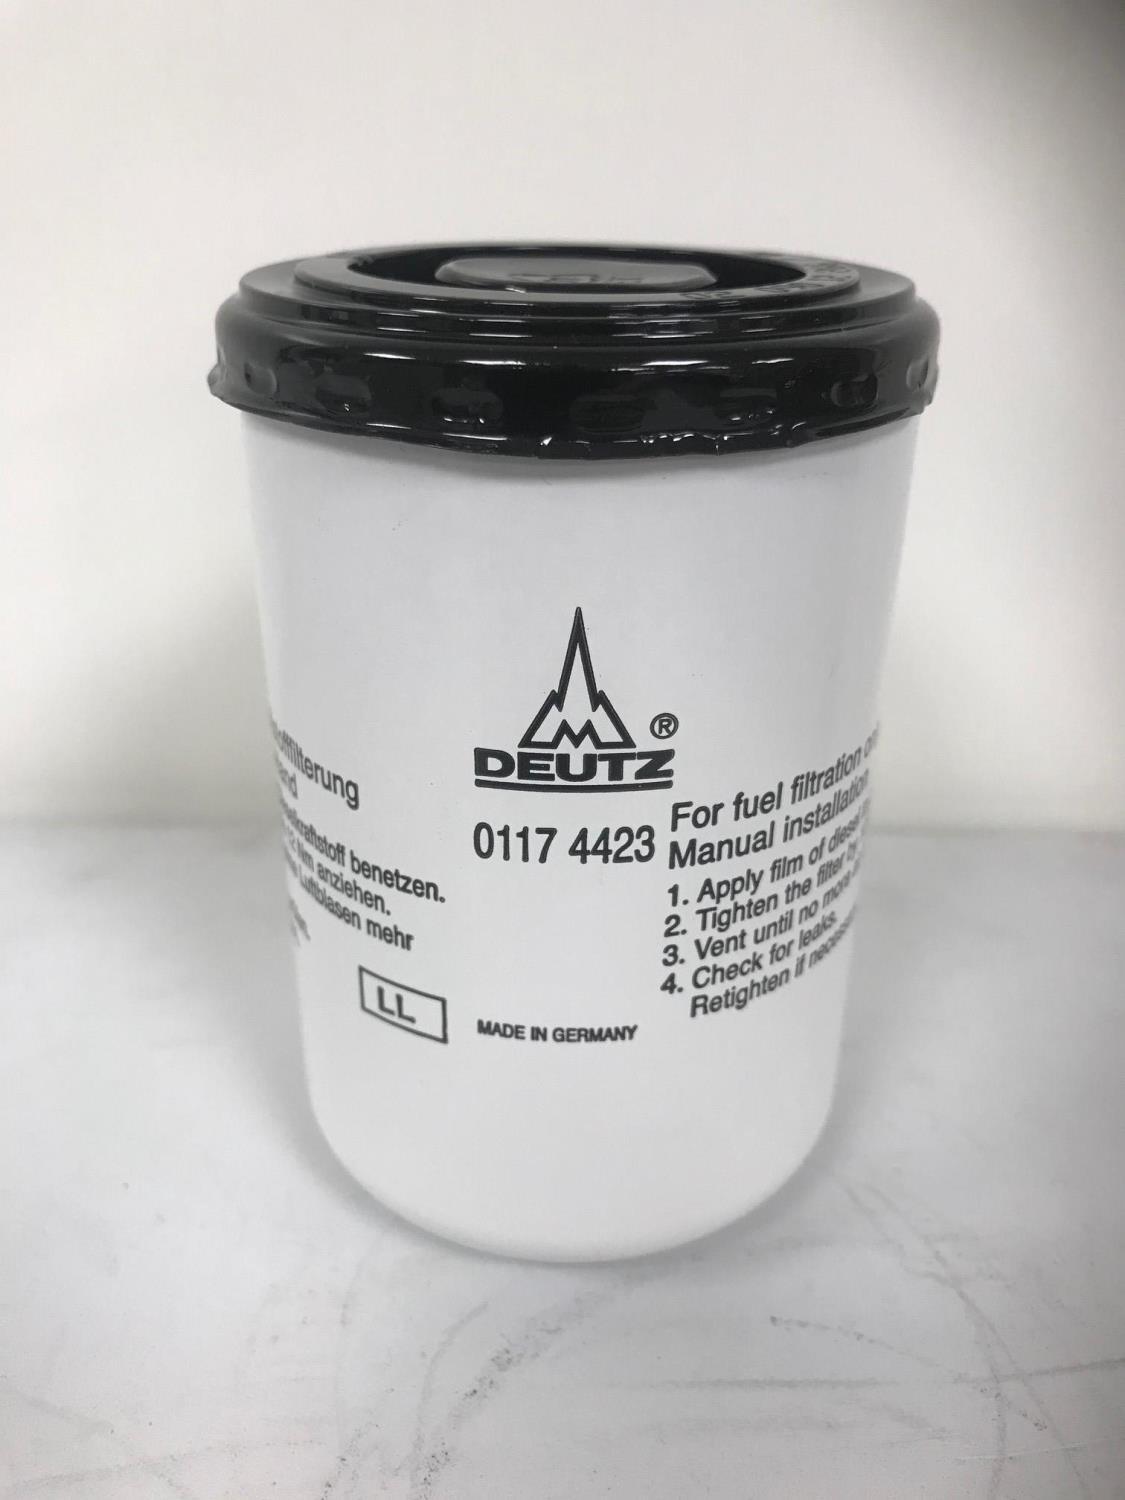 DEUTZ ®
0117 4423
benetzen.
Nm anziehen.
Luftblasen mehr
LL
MADE IN GERMANY
For fuel filtration
Manual installation
1. Apply film of diesel
2. Tighten the filter
3. Vent until no more
4. Check for leaks.
Retighten if